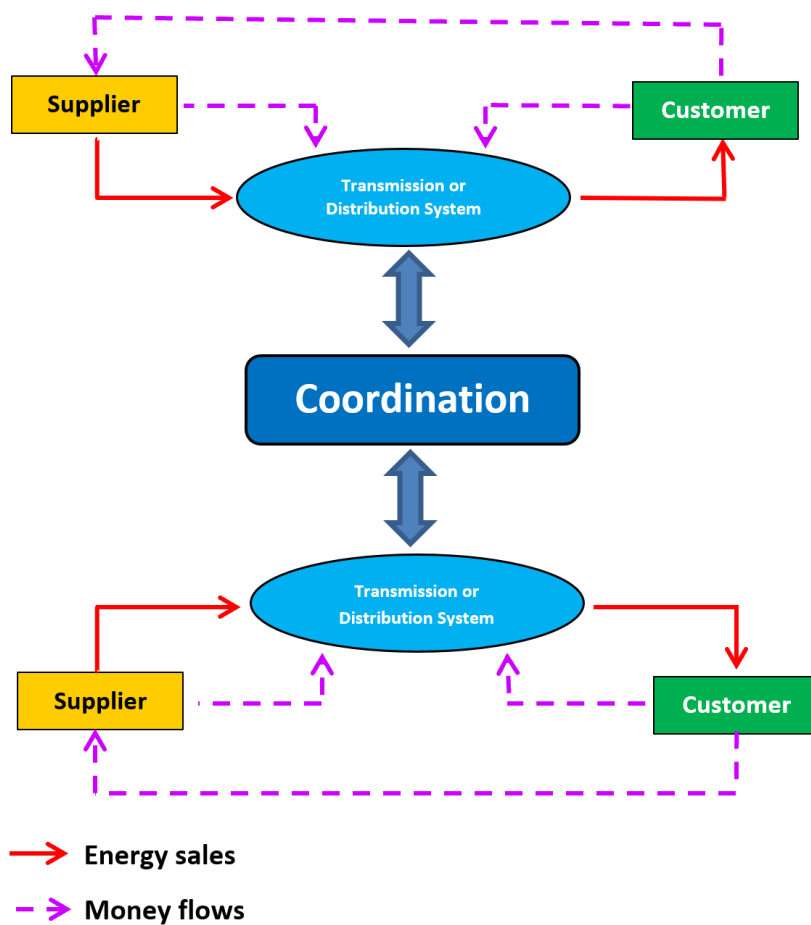 Supplier
Customer
Transmission or
Distribution System
Coordination
Transmission or
Distribution System
Supplier
Customer
Energy sales
Money flows